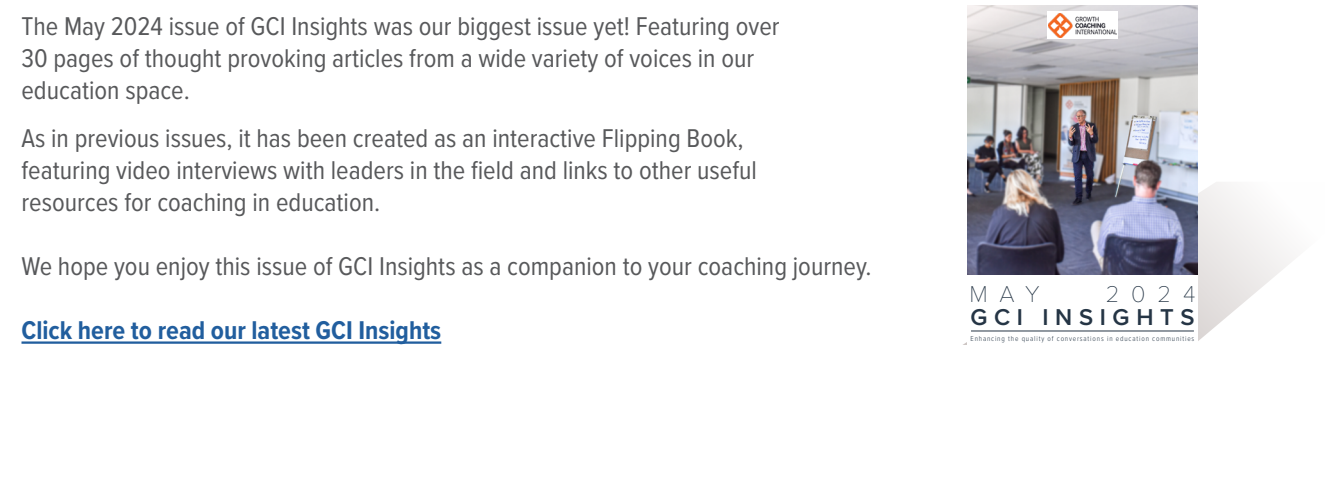 The May 2024 issue of GCI Insights was our biggest issue yet! Featuring over
30 pages of thought provoking articles from a wide variety of voices in our
education space.
As in previous issues, it has been created as an interactive Flipping Book,
featuring video interviews with leaders in the field and links to other useful
resources for coaching in education.
We hope you enjoy this issue of GCI Insights as a companion to your coaching journey.
Click here to read our latest GCI Insights
GROWTH
COACHING
INTERNATIONAL
MAY 2024
GCI INSIGHTS
Enhancing the quality of conversations in education communities